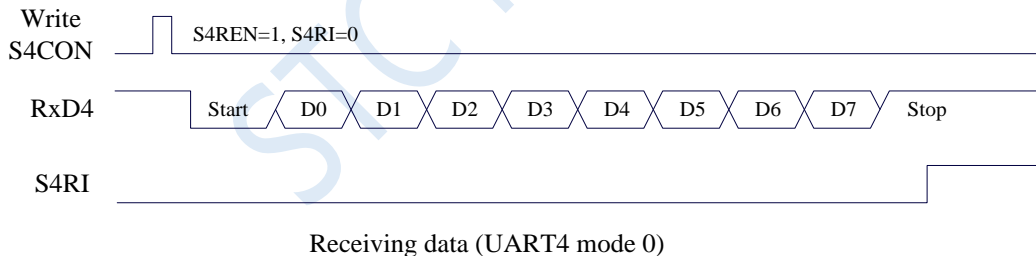 Write
S4CON
S4REN=1, S4RI=0
RxD4 Start D0 D1 D2 D3 D4 D5 D6 D7 Stop
S4RI
Receiving data (UART4 mode 0)
STC